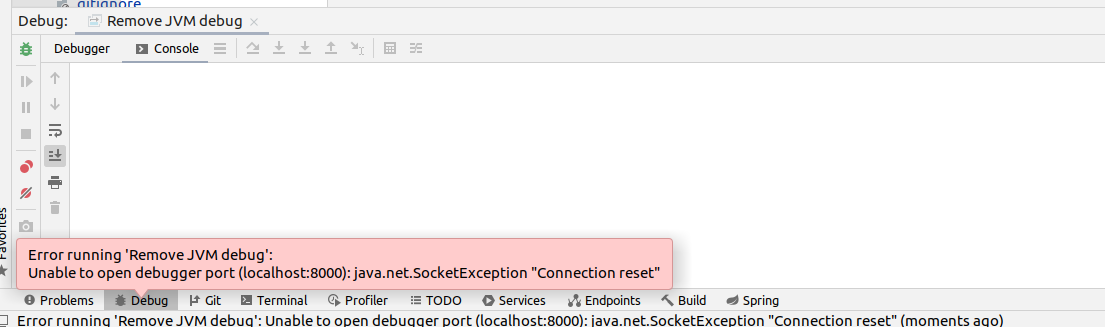 .gitignore
Debug: Remove JVM debug
Debugger Console
Favorites
Error running 'Remove JVM debug':
Unable to open debugger port (localhost:8000): java.net.SocketException "Connection reset"
Problems Debug Git Terminal Profiler TODO Services Endpoints Build Spring
Error running 'Remove JVM debug': Unable to open debugger port (localhost:8000): java.net.SocketException "Connection reset" (moments ago)